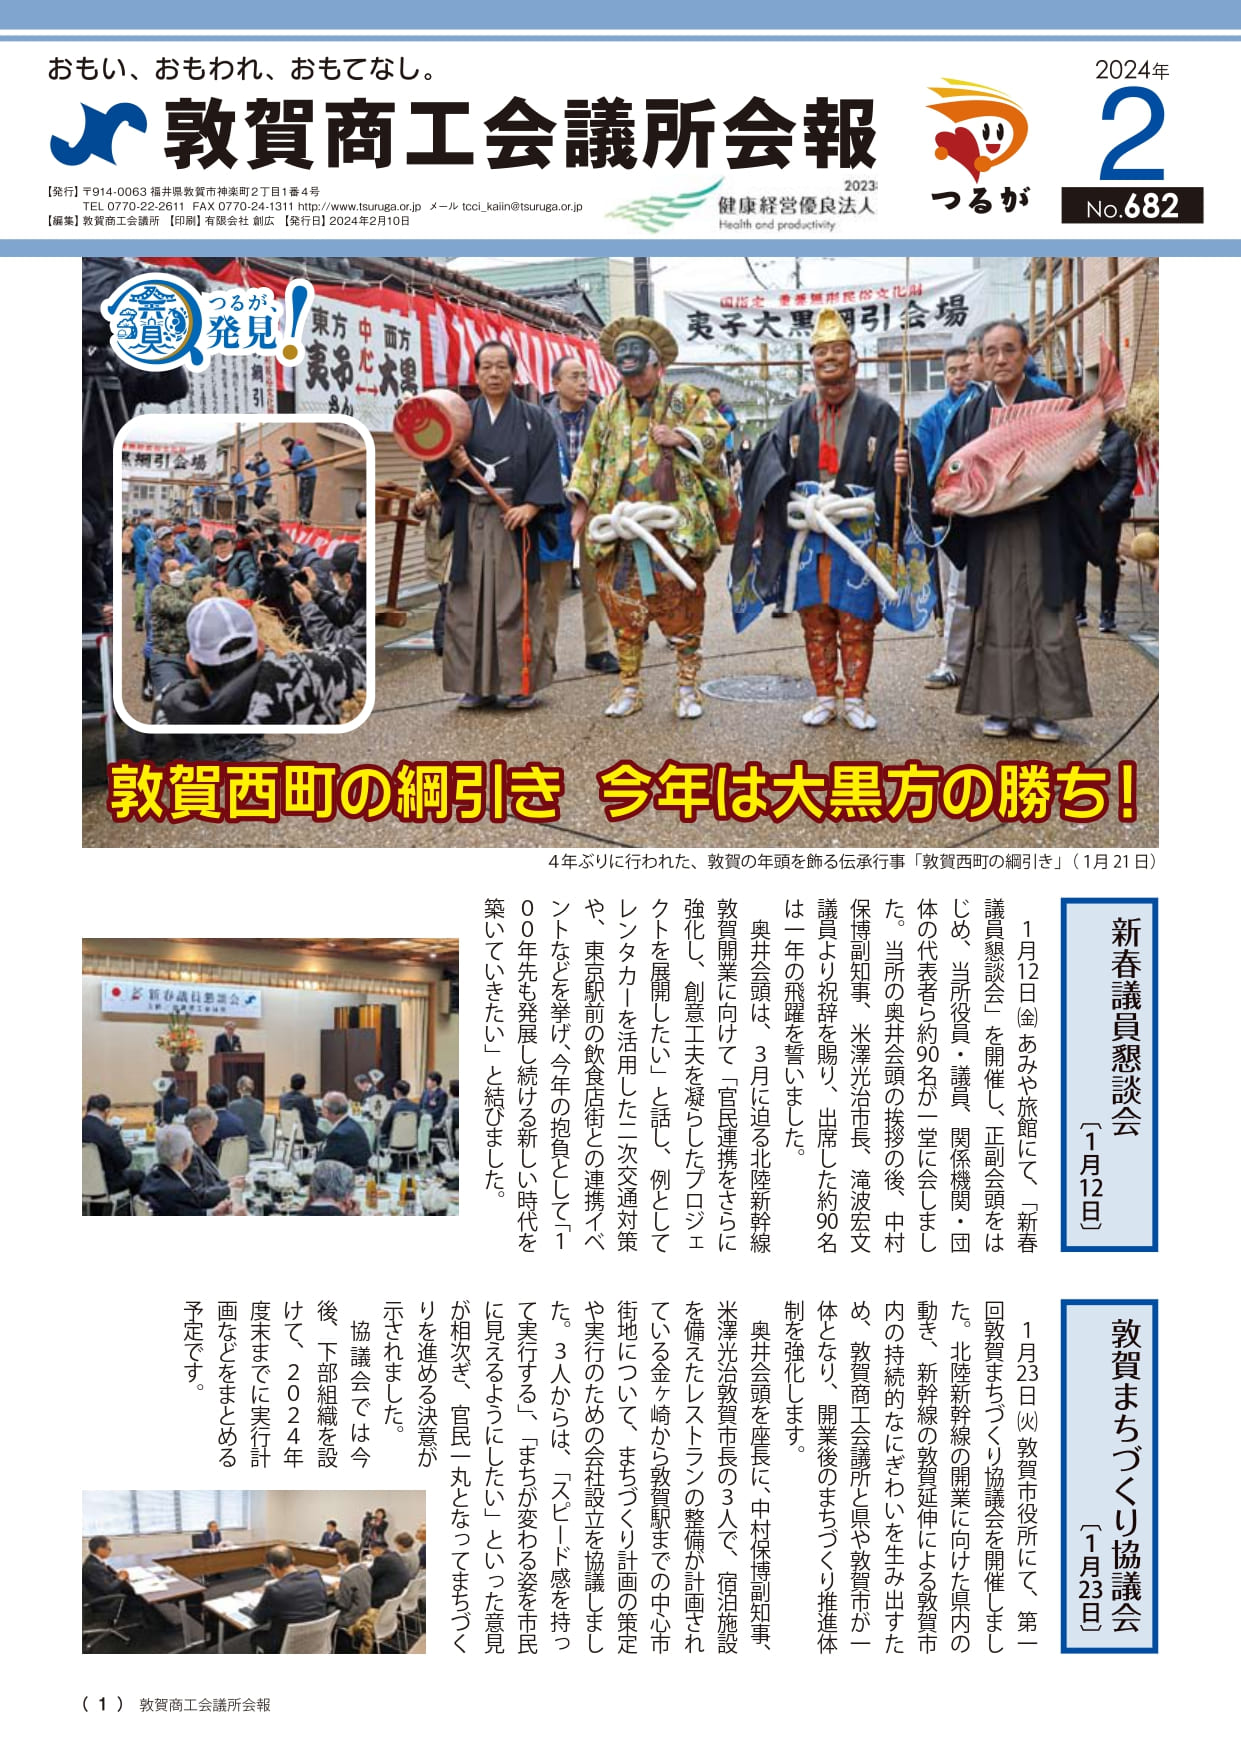 おもい、おもわれ、おもてなし。
敦賀商工会議所会報
【発行】〒914-0063 福井県敦賀市神楽町2丁目1番4号
TEL 0770-22-2611 FAX 0770-24-1311 http://www.tsuruga.or.jp メール tcci_kaiin@tsuruga.or.jp
【編集】敦賀商工会議所 【印刷】有限会社 創広 【発行日】2024年2月10日
2023
健康経営優良法人
Health and productivity
つるが
2024年
2
No.682
つるが、
発見!
東方 中心 西方
夷子 大黒
さん
綱引
国指定 重要無形民俗文化財
夷子大黒綱引会場
黒綱引会場
敦賀西町の綱引き 今年は大黒方の勝ち!
4年ぶりに行われた、敦賀の年頭を飾る伝承行事「敦賀西町の綱引き」（1月21日）
新春議員懇談会
〔1月12日〕
1月12日㈮あみや旅館にて、「新春
議員懇談会」を開催し、正副会頭をは
じめ、当所役員・議員、関係機関・団
体の代表者ら約90名が一堂に会しまし
た。当所の奥井会頭の挨拶の後、中村
保博副知事、米澤光治市長、滝波宏文
議員より祝辞を賜り、出席した約90名
は一年の飛躍を誓いました。
奥井会頭は、3月に迫る北陸新幹線
敦賀開業に向けて「官民連携をさらに
強化し、創意工夫を凝らしたプロジェ
クトを展開したい」と話し、例として
レンタカーを活用した二次交通対策
や、東京駅前の飲食店街との連携イベ
ントなどを挙げ、今年の抱負として「1
00年先も発展し続ける新しい時代を
築いていきたい」と結びました。
新春議員懇談会
敦賀まちづくり協議会
〔1月23日〕
1月23日㈫敦賀市役所にて、第一
回敦賀まちづくり協議会を開催しまし
た。北陸新幹線の開業に向けた県内の
動き、新幹線の敦賀延伸による敦賀市
内の持続的なにぎわいを生み出すた
め、敦賀商工会議所と県や敦賀市が一
体となり、開業後のまちづくり推進体
制を強化します。
奥井会頭を座長に、中村保博副知事、
米澤光治敦賀市長の3人で、宿泊施設
を備えたレストランの整備が計画され
ている金ヶ崎から敦賀駅までの中心市
街地について、まちづくり計画の策定
や実行のための会社設立を協議しまし
た。3人からは、「スピード感を持っ
て実行する」、「まちが変わる姿を市民
に見えるようにしたい」といった意見
が相次ぎ、官民一丸となってまちづく
りを進める決意が
示されました。
協議会では今
後、下部組織を設
けて、2024年
度末までに実行計
画などをまとめる
予定です。
（1） 敦賀商工会議所会報